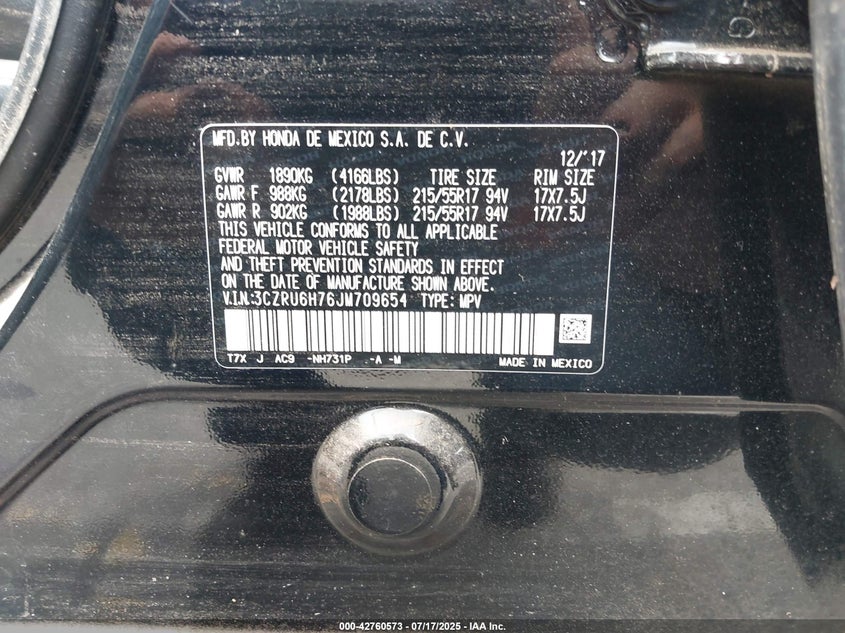 MFD.BY HONDA DE MEXICO S.A. DE C.V.
12/'17
GVWR 1890KG (4166LBS) TIRE SIZE RIM SIZE
GAWR F 988KG (2178LBS) 215/55R17 94V 17X7.5J
GAWR R 902KG (1988LBS) 215/55R17 94V 17X7.5J
THIS VEHICLE CONFORMS TO ALL APPLICABLE
FEDERAL MOTOR VEHICLE SAFETY
AND THEFT PREVENTION STANDARDS IN EFFECT
ON THE DATE OF MANUFACTURE SHOWN ABOVE.
V.I.N:3CZRU6H76JM709654 TYPE: MPV
T7X J AC9 -NH731P -A -M MADE IN MEXICO
000-42760573 - 07/17/2025 - IAA Inc.